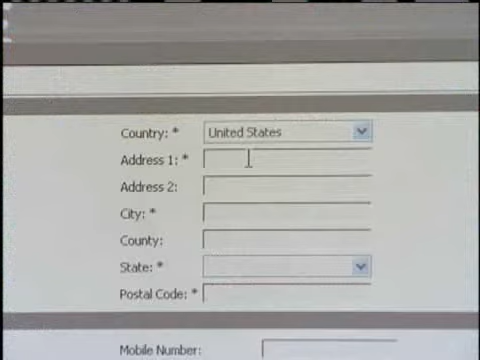 Country: * United States
Address 1: *
Address 2:
City: *
County:
State: *
Postal Code: *
Mobile Number: